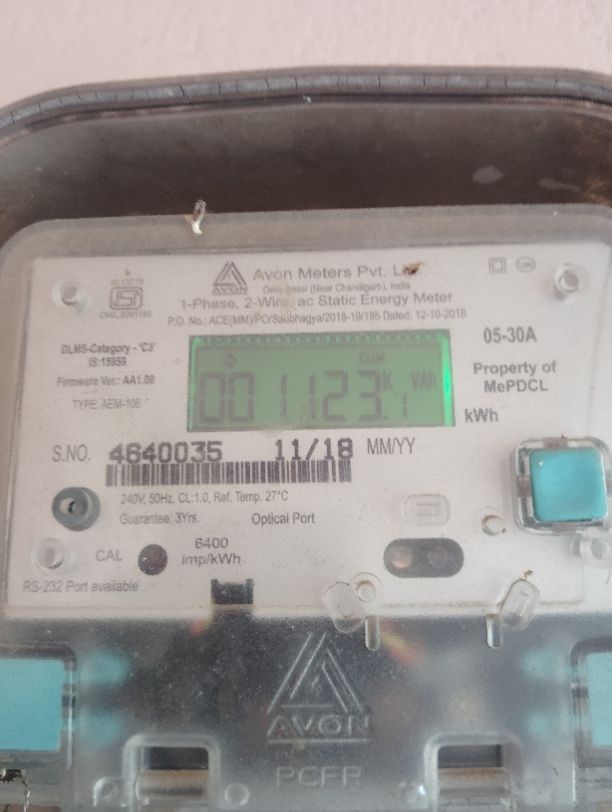 Avon Meters Pvt. Ltd
Dera Bassi (Near Chandigarh), India
1-Phase, 2-Wire, ac Static Energy Meter
P.O. No.: ACE(MM)/PO/Saubhagya/2018-19/195 Dated: 12-10-2018
DLMS-Category - 'C3'
IS:15959
Firmware Ver.: AA1.00
TYPE: AEM-106
05-30A
Property of
MePDCL
CUM
001123.1 K VAh
kWh
S.NO. 4640035 11/18 MM/YY
240V, 50Hz, CL:1.0, Ref. Temp. 27°C
Guarantee: 3Yrs. Optical Port
CAL 6400
imp/kWh
RS-232 Port available
AVON